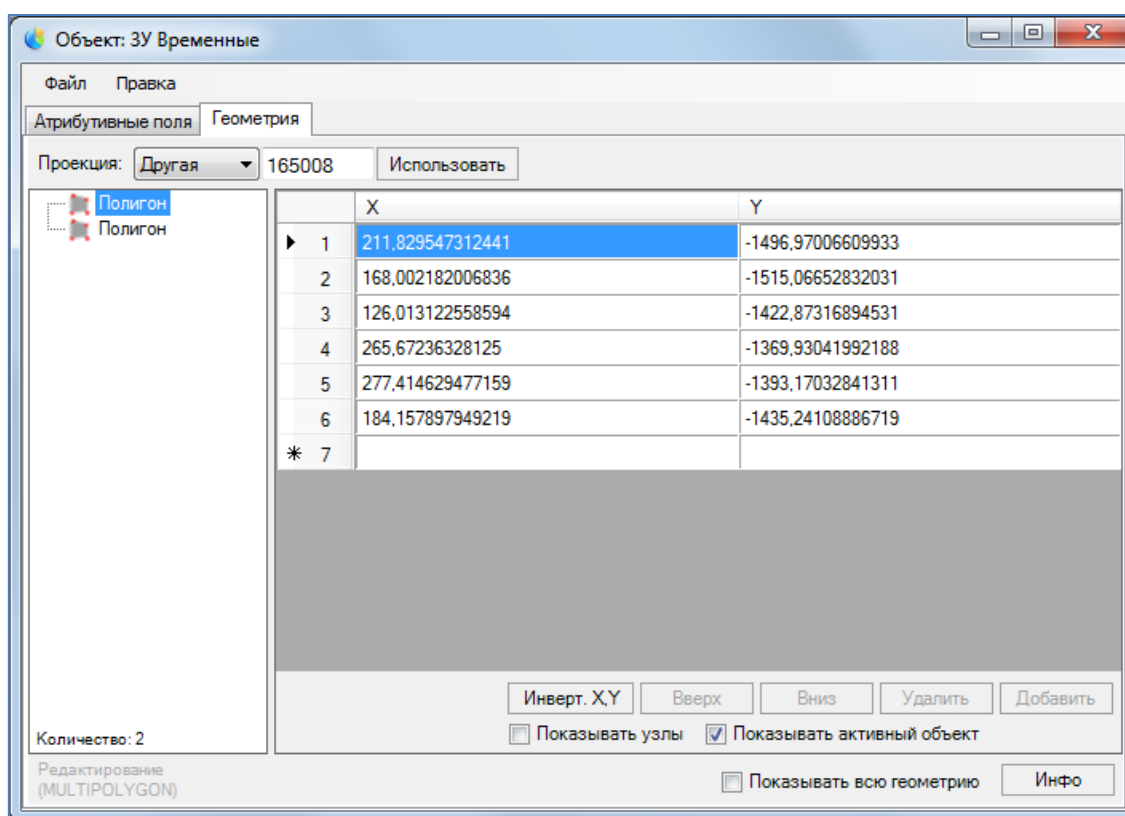 Объект: ЗУ Временные
Файл Правка
Атрибутивные поля Геометрия
Проекция: Другая 165008 Использовать
Полигон
Полигон
X Y
1 211,829547312441 -1496,97006609933
2 168,002182006836 -1515,06652832031
3 126,013122558594 -1422,87316894531
4 265,67236328125 -1369,93041992188
5 277,414629477159 -1393,17032841311
6 184,157897949219 -1435,24108886719
* 7
Инверт. X,Y Вверх Вниз Удалить Добавить
Показывать узлы Показывать активный объект
Количество: 2
Редактирование
(MULTIPOLYGON)
Показывать всю геометрию Инфо